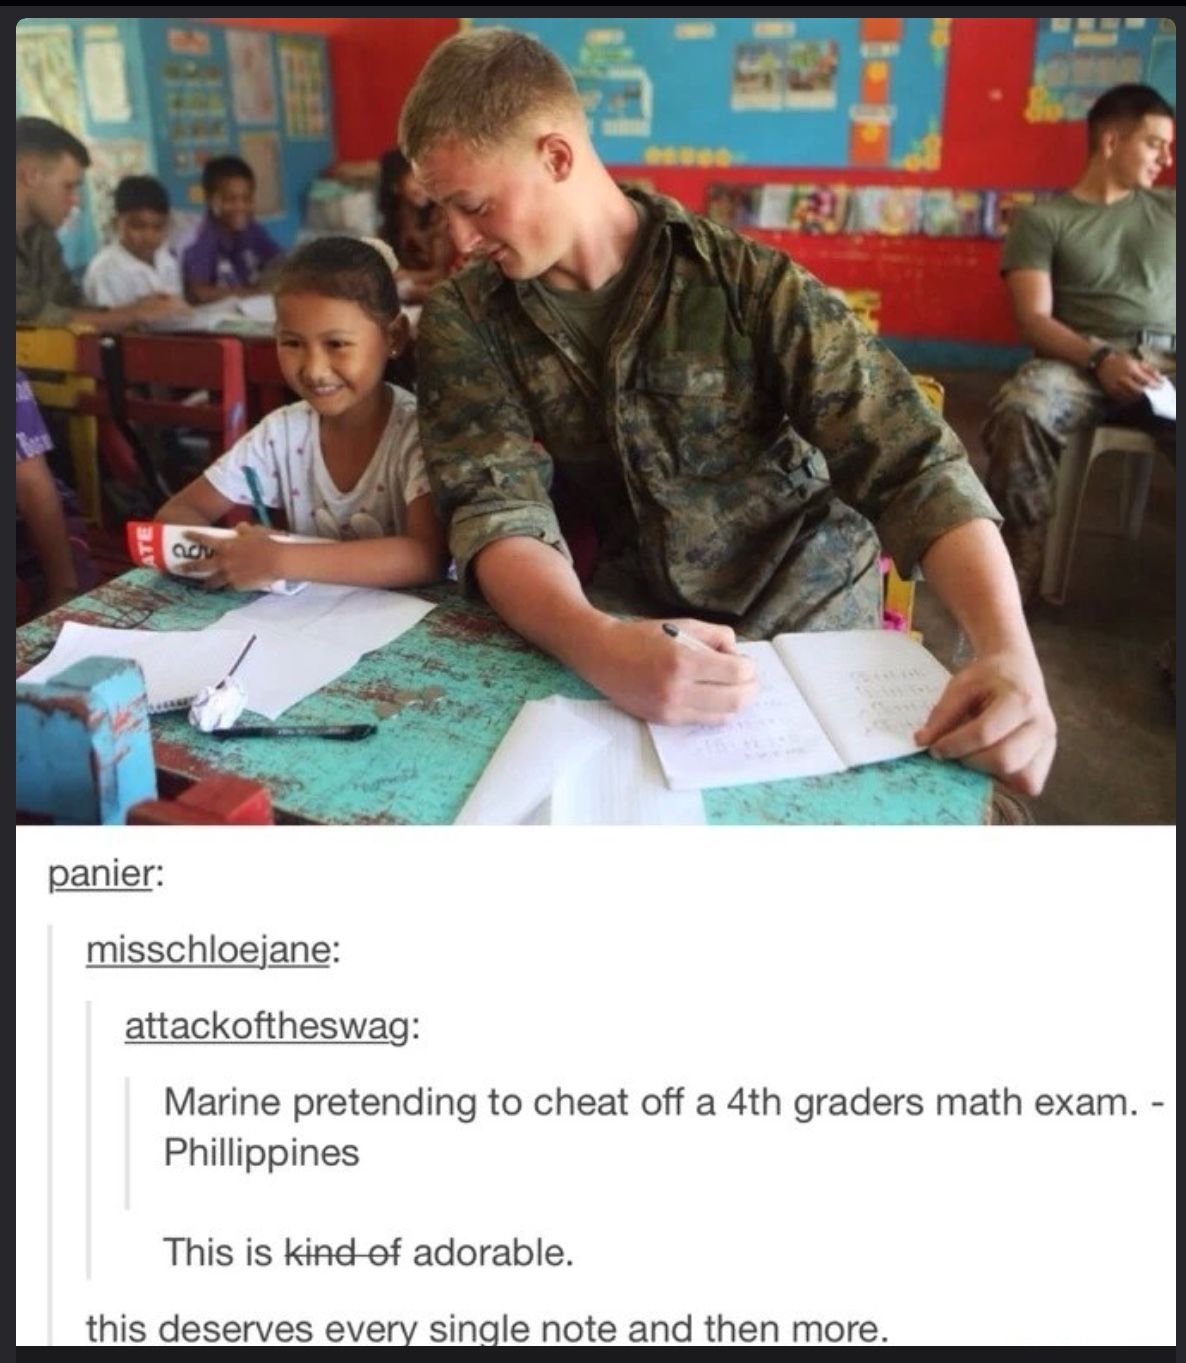 ATE
panier:
misschloejane:
attackoftheswag:
Marine pretending to cheat off a 4th graders math exam. -
Phillippines
This is kind of adorable.
this deserves every single note and then more.